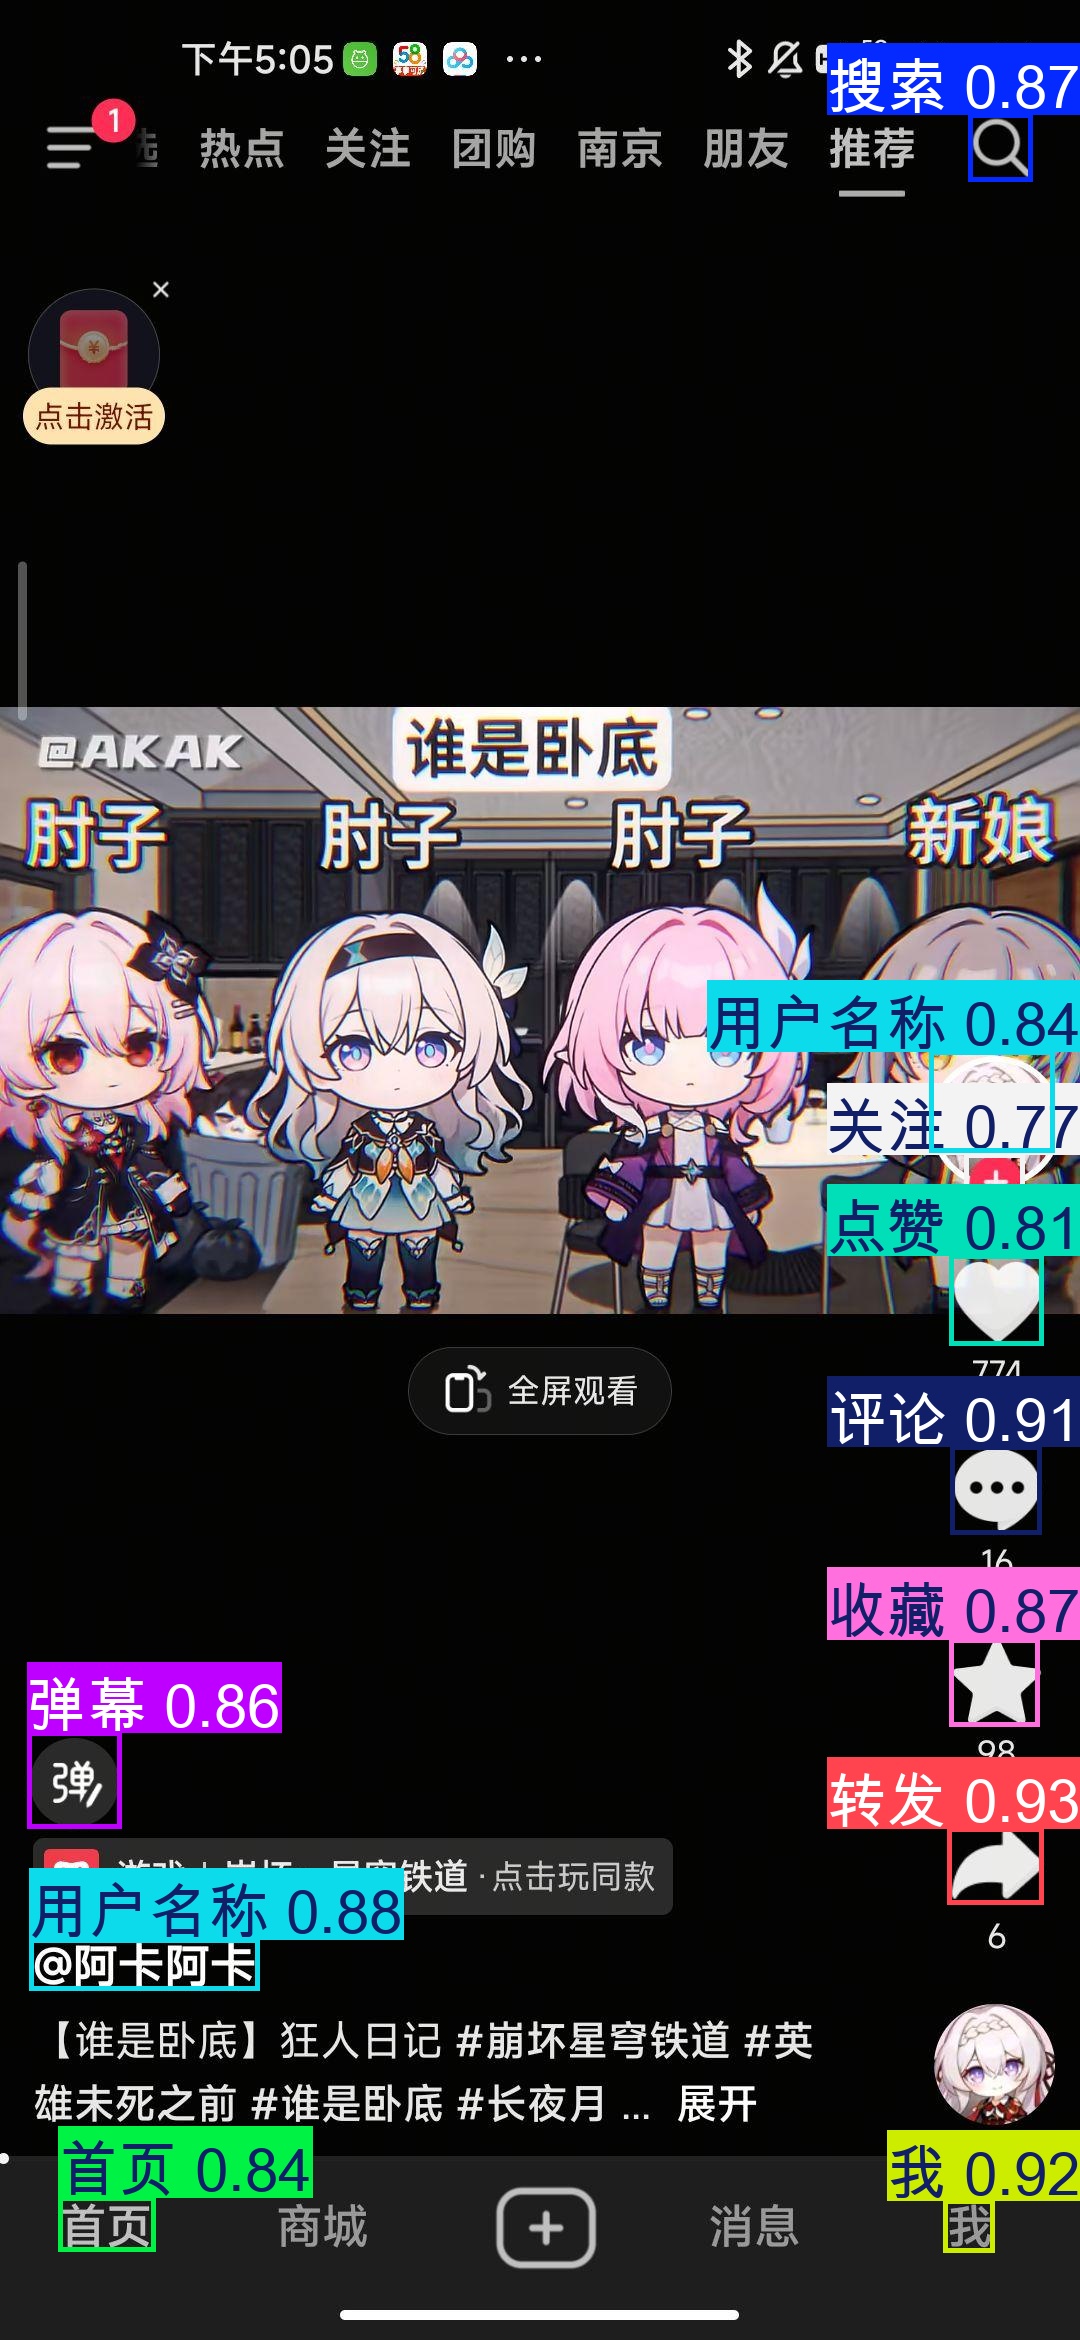 下午5:05
58
搜索 0.87
1
热点 关注 团购 南京 朋友 推荐
点击激活
@AKAK
谁是卧底
肘子 肘子 肘子 新娘
用户名称 0.84
关注 0.77
点赞 0.81
774
全屏观看
评论 0.91
16
收藏 0.87
98
弹幕 0.86
弹
转发 0.93
铁道 · 点击玩同款
6
用户名称 0.88
@阿卡阿卡
【谁是卧底】狂人日记 #崩坏星穹铁道 #英
雄未死之前 #谁是卧底 #长夜月 ... 展开
首页 0.84
我 0.92
首页 商城 消息 我